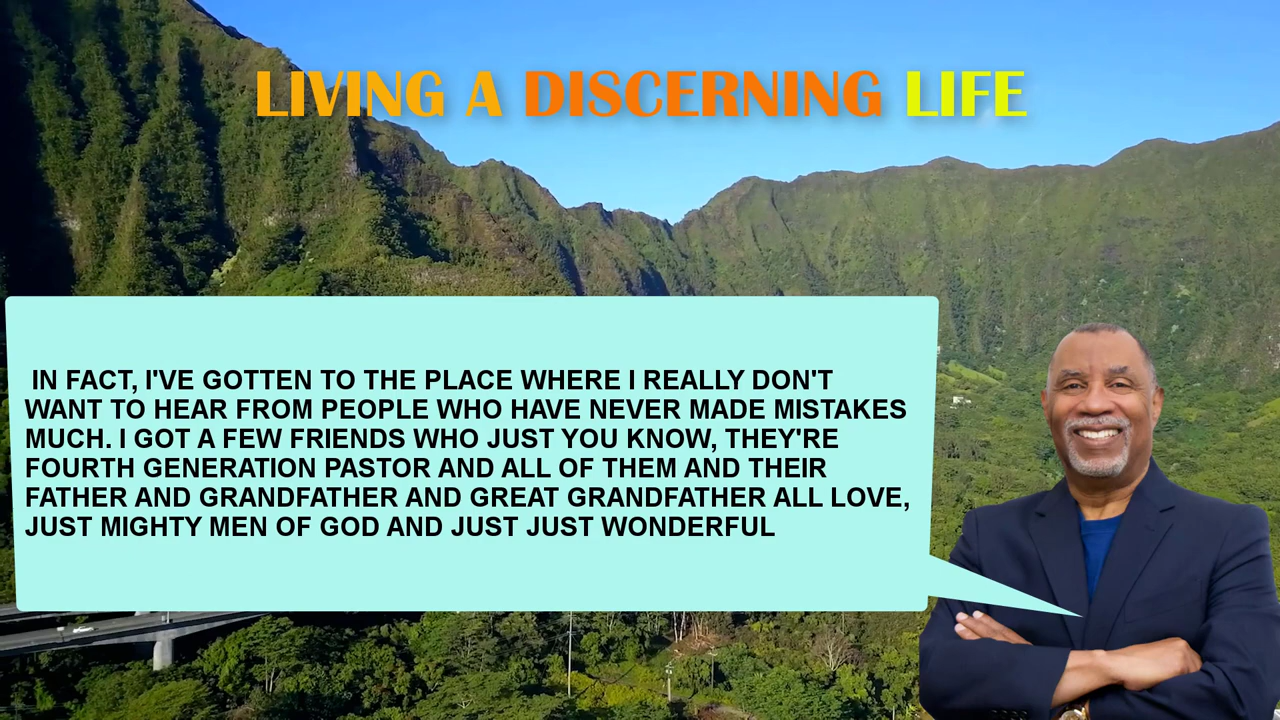 LIVING A DISCERNING LIFE
IN FACT, I'VE GOTTEN TO THE PLACE WHERE I REALLY DON'T
WANT TO HEAR FROM PEOPLE WHO HAVE NEVER MADE MISTAKES
MUCH. I GOT A FEW FRIENDS WHO JUST YOU KNOW, THEY'RE
FOURTH GENERATION PASTOR AND ALL OF THEM AND THEIR
FATHER AND GRANDFATHER AND GREAT GRANDFATHER ALL LOVE,
JUST MIGHTY MEN OF GOD AND JUST JUST WONDERFUL